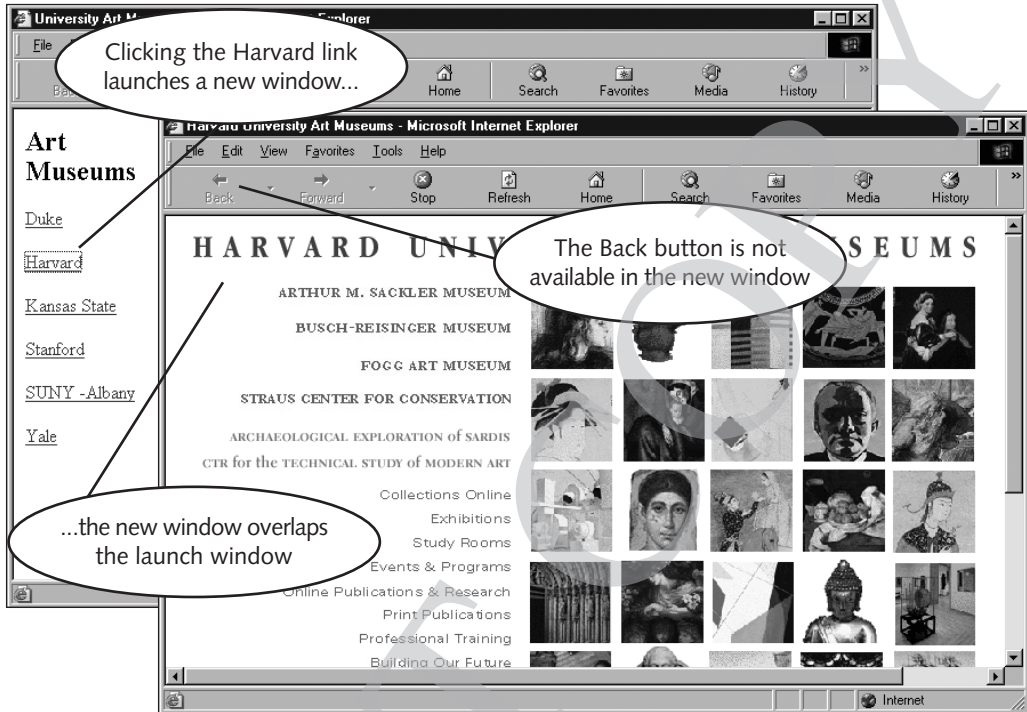 University Art M Explorer
Clicking the Harvard link
launches a new window...
File
Home Search Favorites Media History »
Harvard University Art Museums - Microsoft Internet Explorer
File Edit View Favorites Tools Help
Back Forward Stop Refresh Home Search Favorites Media History »
Art
Museums
Duke
Harvard
Kansas State
Stanford
SUNY -Albany
Yale
The Back button is not
available in the new window
HARVARD UNIV SEUMS
ARTHUR M. SACKLER MUSEUM
BUSCH-REISINGER MUSEUM
FOGG ART MUSEUM
STRAUS CENTER FOR CONSERVATION
ARCHAEOLOGICAL EXPLORATION of SARDIS
CTR for the TECHNICAL STUDY of MODERN ART
Collections Online
Exhibitions
Study Rooms
Events & Programs
Online Publications & Research
Print Publications
Professional Training
Building Our Future
...the new window overlaps
the launch window
Internet
COPY